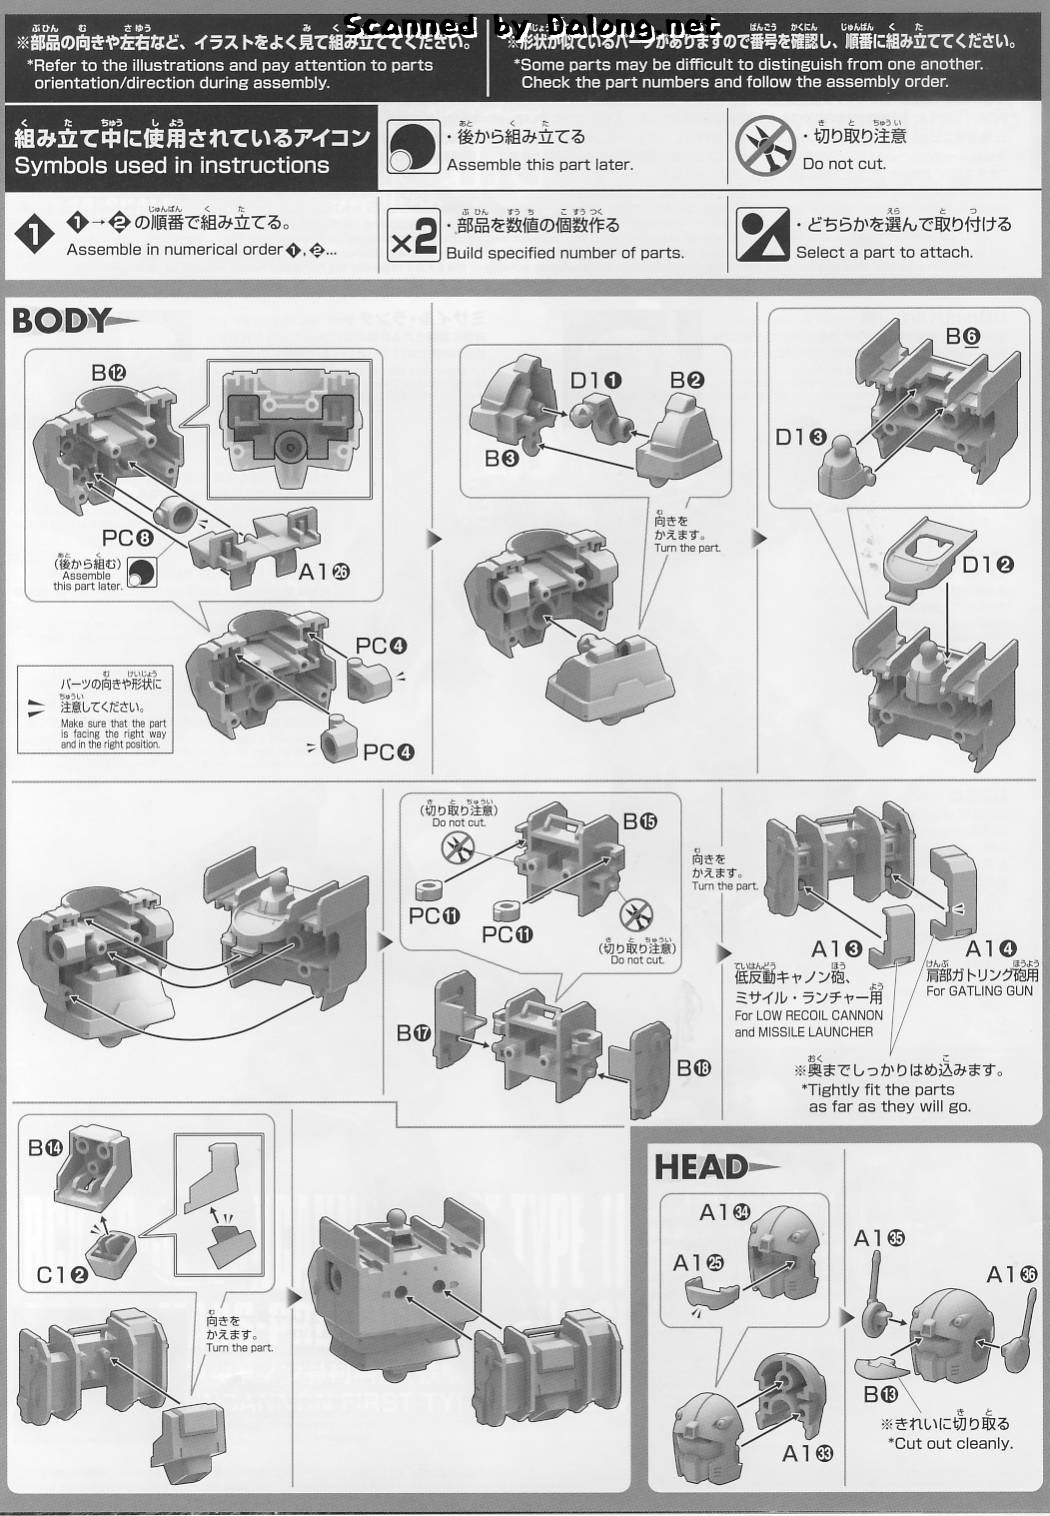 Scanned by Dalong.net
※部品の向きや左右など、イラストをよく見て組み立ててください。
*Refer to the illustrations and pay attention to parts
orientation/direction during assembly.
※形状が似ているパーツがありますので番号を確認し、順番に組み立ててください。
*Some parts may be difficult to distinguish from one another.
Check the part numbers and follow the assembly order.
組み立て中に使用されているアイコン
Symbols used in instructions
・後から組み立てる
Assemble this part later.
・切り取り注意
Do not cut.
1
❶→❷の順番で組み立てる。
Assemble in numerical order❶,❷...
×2
・部品を数値の個数作る
Build specified number of parts.
・どちらかを選んで取り付ける
Select a part to attach.
BODY
B⓬
PC❽
(後から組む)
Assemble
this part later.
A1㉖
PC❹
PC❹
パーツの向きや形状に
注意してください。
Make sure that the part
is facing the right way
and in the right position.
D1❶
B❷
B❸
向きを
かえます。
Turn the part.
B❻
D1❸
D1❷
(切り取り注意)
Do not cut.
B⓯
PC⓫
PC⓫
(切り取り注意)
Do not cut.
B⓱
B⓲
向きを
かえます。
Turn the part.
A1❸
低反動キャノン砲、
ミサイル・ランチャー用
For LOW RECOIL CANNON
and MISSILE LAUNCHER
A1❹
肩部ガトリング砲用
For GATLING GUN
※奥までしっかりはめ込みます。
*Tightly fit the parts
as far as they will go.
B⓮
C1❷
向きを
かえます。
Turn the part.
HEAD
A1㉞
A1㉕
A1㉝
A1㉟
A1㊱
B⓭
※きれいに切り取る
*Cut out cleanly.